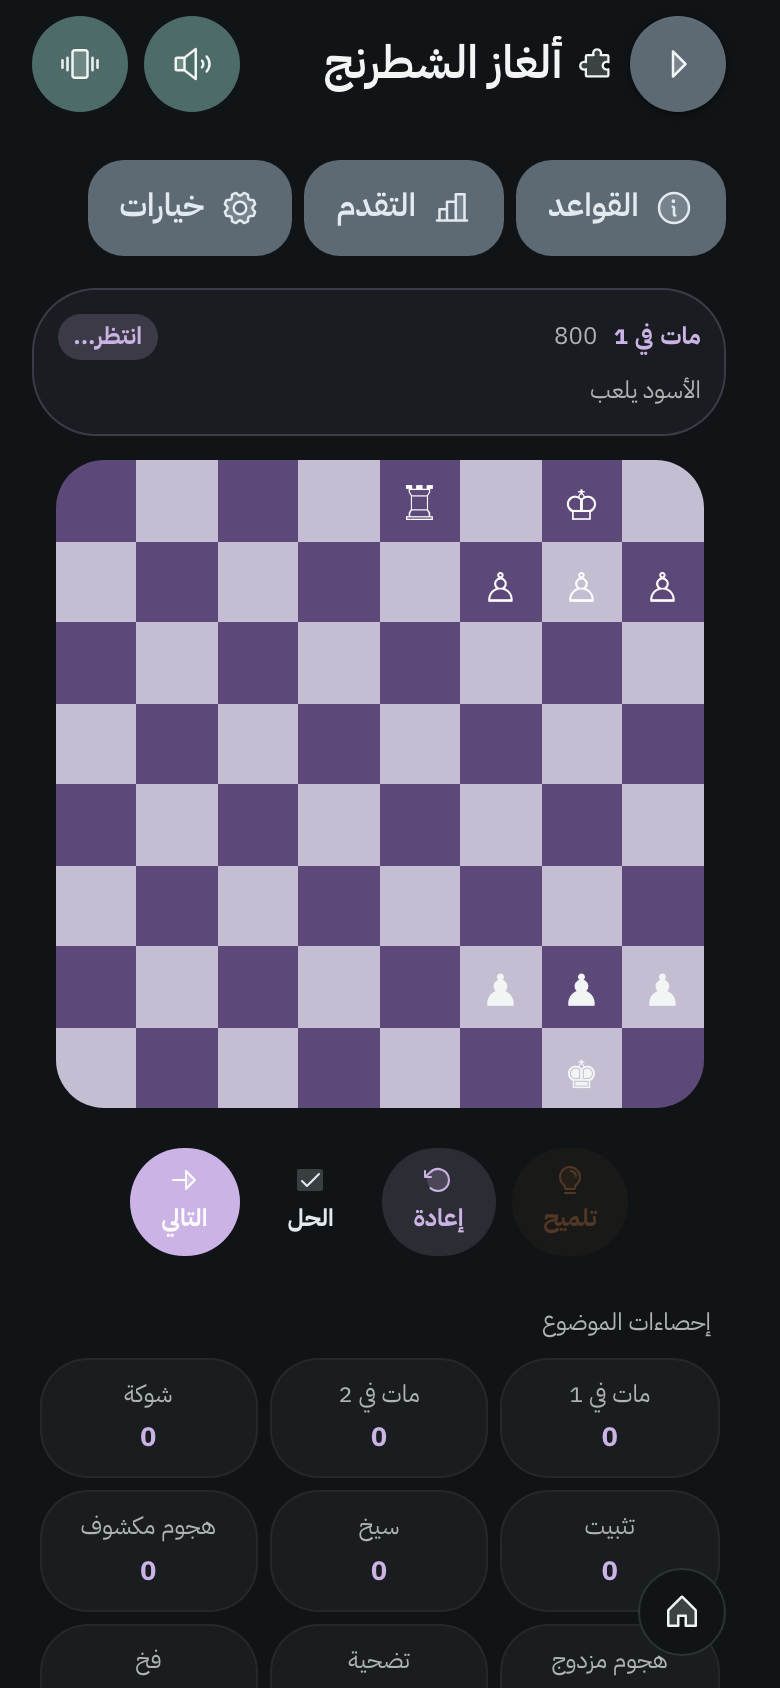 ألغاز الشطرنج
القواعد
التقدم
خيارات
مات في 1 800 انتظر...
الأسود يلعب
تلميح
إعادة
الحل
التالي
إحصاءات الموضوع
مات في 1
0
مات في 2
0
شوكة
0
تثبيت
0
سيخ
0
هجوم مكشوف
0
هجوم مزدوج
تضحية
فخ